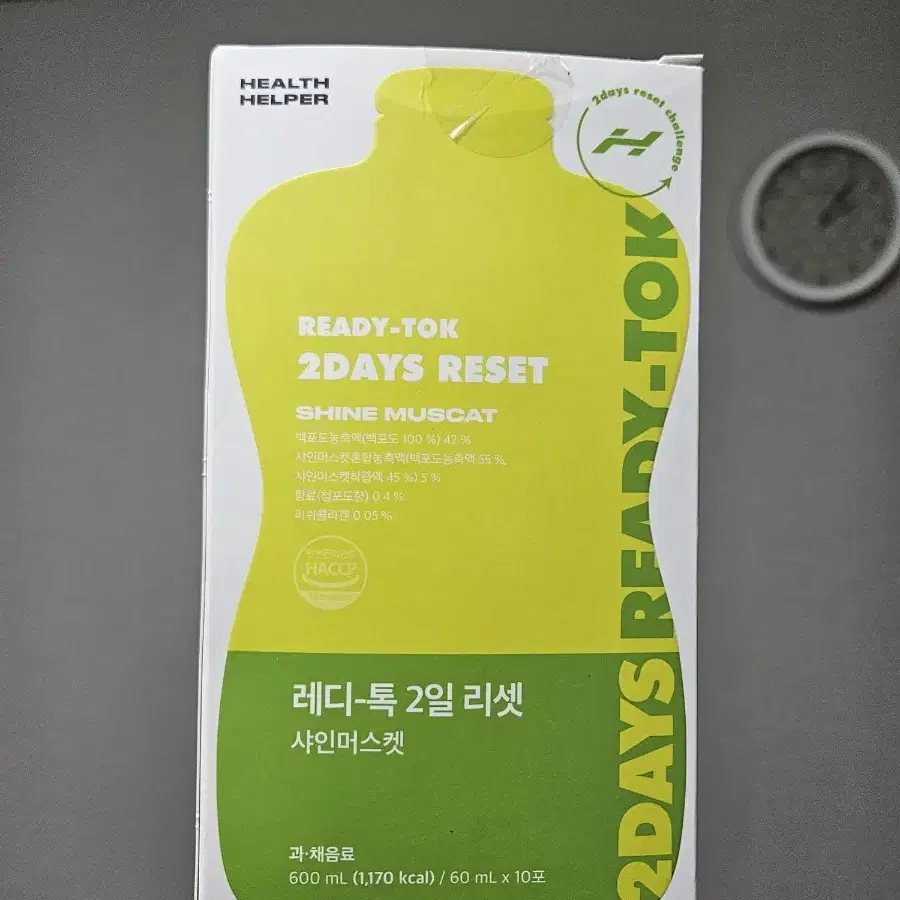 HEALTH
HELPER
2days reset challenge
READY-TOK
2DAYS RESET
SHINE MUSCAT
백포도농축액(백포도 100 %) 42 %
샤인머스켓혼합농축액(백포도농축액 55 %,
샤인머스켓착즙액 45 %) 5 %
향료(청포도향) 0.4 %
피쉬콜라겐 0.05 %
HACCP
레디-톡 2일 리셋
샤인머스켓
과·채음료
600 mL (1,170 kcal) / 60 mL x 10포
2DAYS READY-TOK